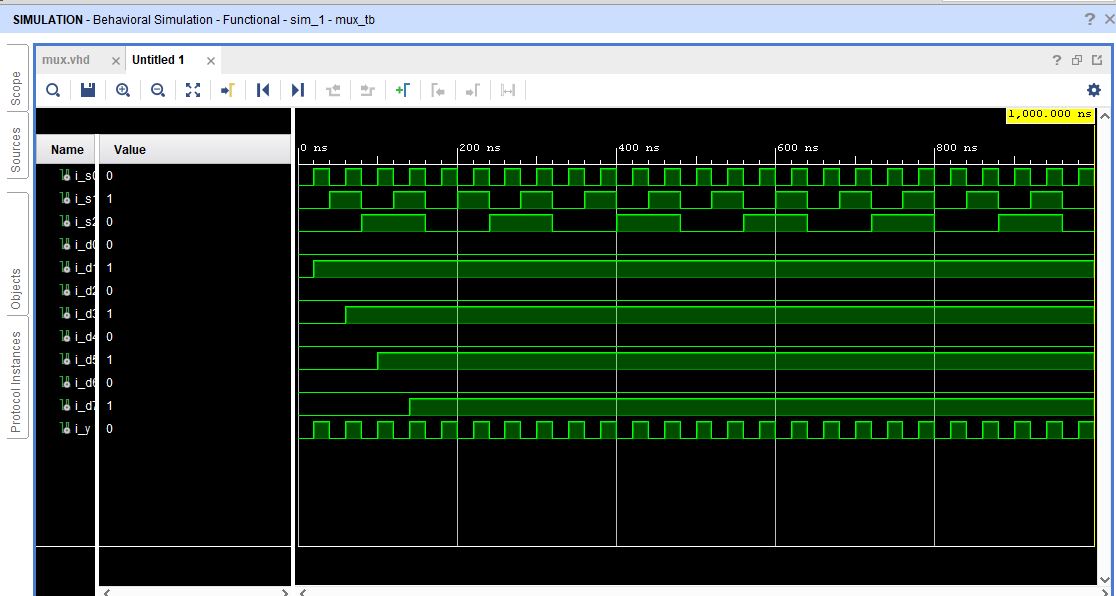 SIMULATION - Behavioral Simulation - Functional - sim_1 - mux_tb
mux.vhd
Untitled 1
Scope
Sources
Objects
Protocol Instances
1,000.000 ns
Name Value
0 ns 200 ns 400 ns 600 ns 800 ns
i_s0 0
i_s1 1
i_s2 0
i_d0 0
i_d1 1
i_d2 0
i_d3 1
i_d4 0
i_d5 1
i_d6 0
i_d7 1
i_y 0